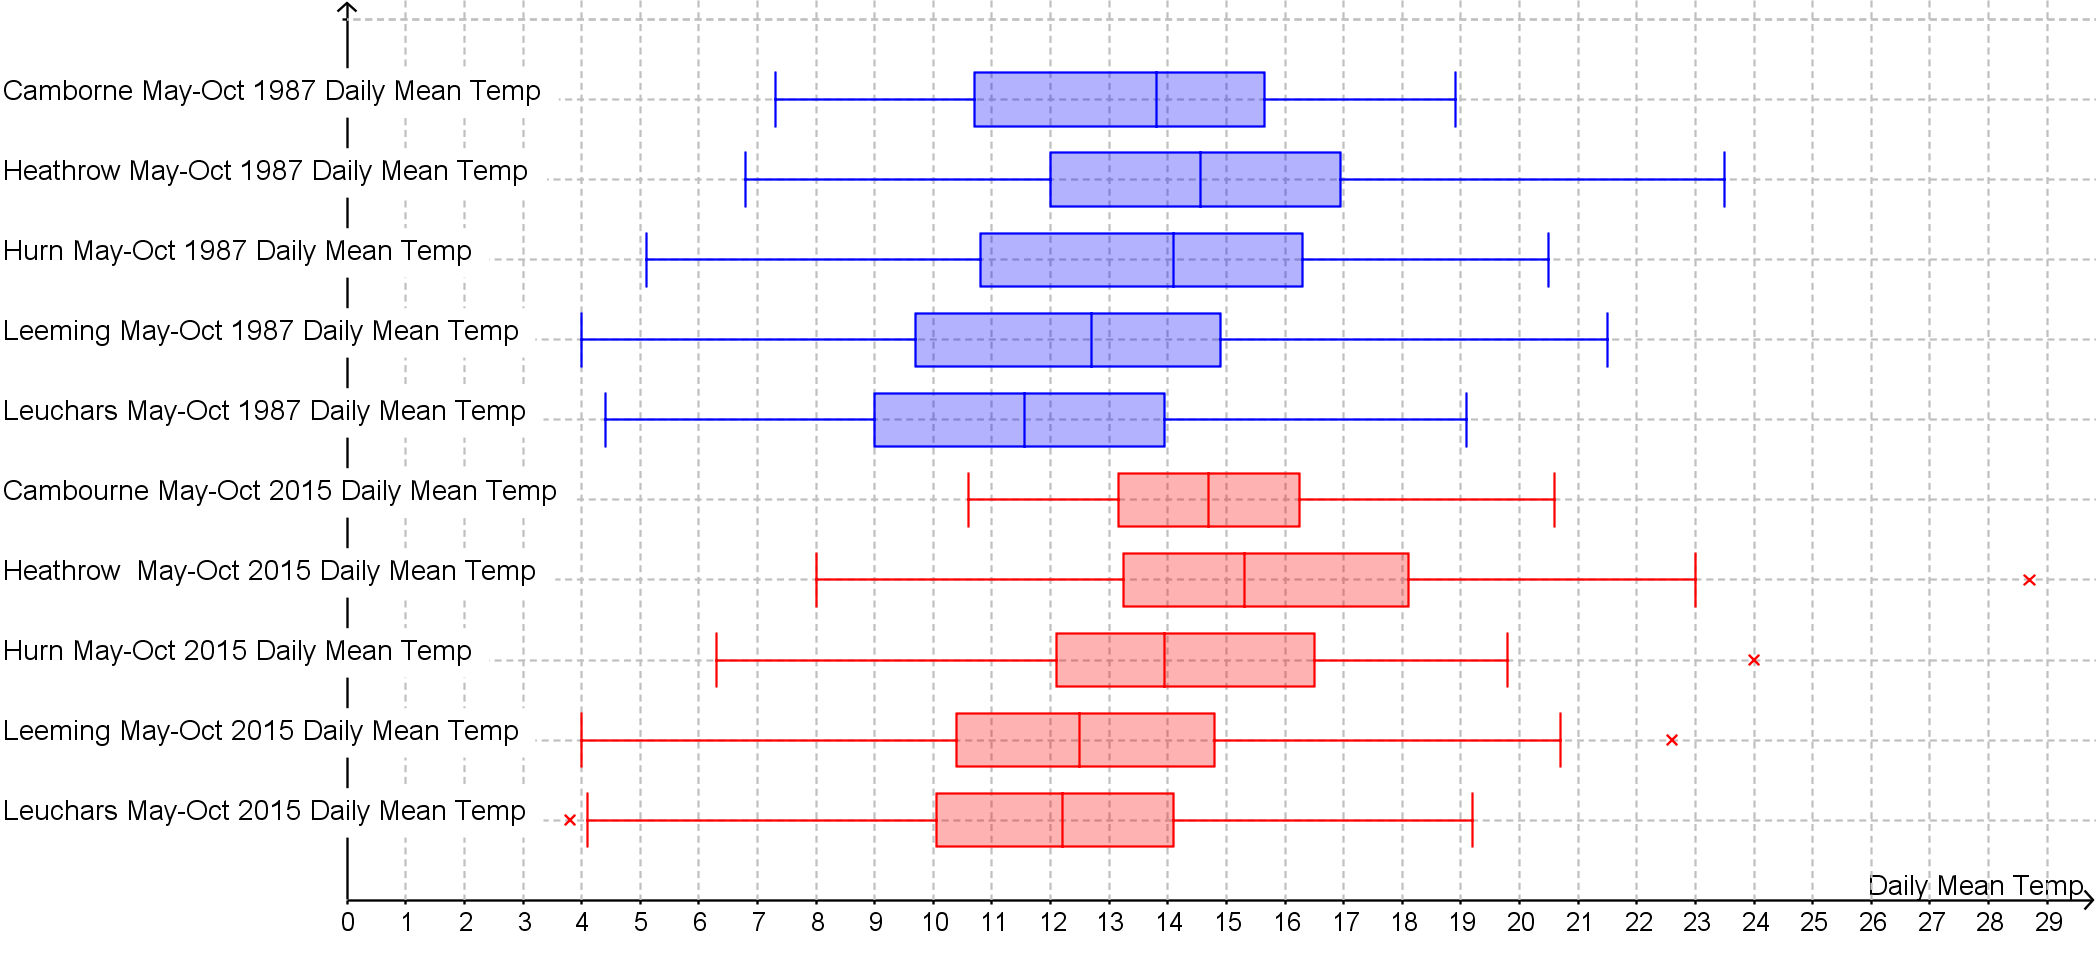 Camborne May-Oct 1987 Daily Mean Temp
Heathrow May-Oct 1987 Daily Mean Temp
Hurn May-Oct 1987 Daily Mean Temp
Leeming May-Oct 1987 Daily Mean Temp
Leuchars May-Oct 1987 Daily Mean Temp
Cambourne May-Oct 2015 Daily Mean Temp
Heathrow  May-Oct 2015 Daily Mean Temp
Hurn May-Oct 2015 Daily Mean Temp
Leeming May-Oct 2015 Daily Mean Temp
Leuchars May-Oct 2015 Daily Mean Temp
Daily Mean Temp
0 1 2 3 4 5 6 7 8 9 10 11 12 13 14 15 16 17 18 19 20 21 22 23 24 25 26 27 28 29